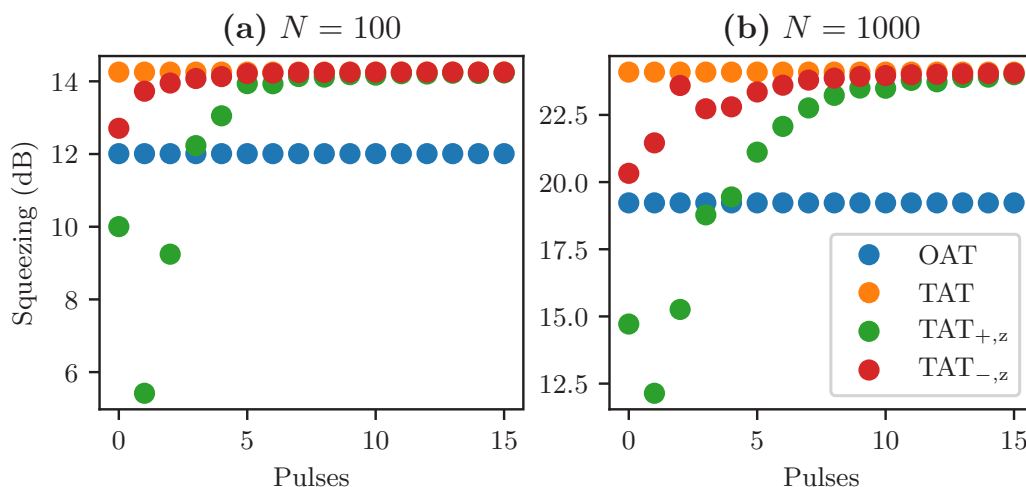 (a) N = 100
(b) N = 1000
Squeezing (dB)
14
12
10
8
6
22.5
20.0
17.5
15.0
12.5
OAT
TAT
TAT+,z
TAT−,z
0
5
10
15
0
5
10
15
Pulses
Pulses